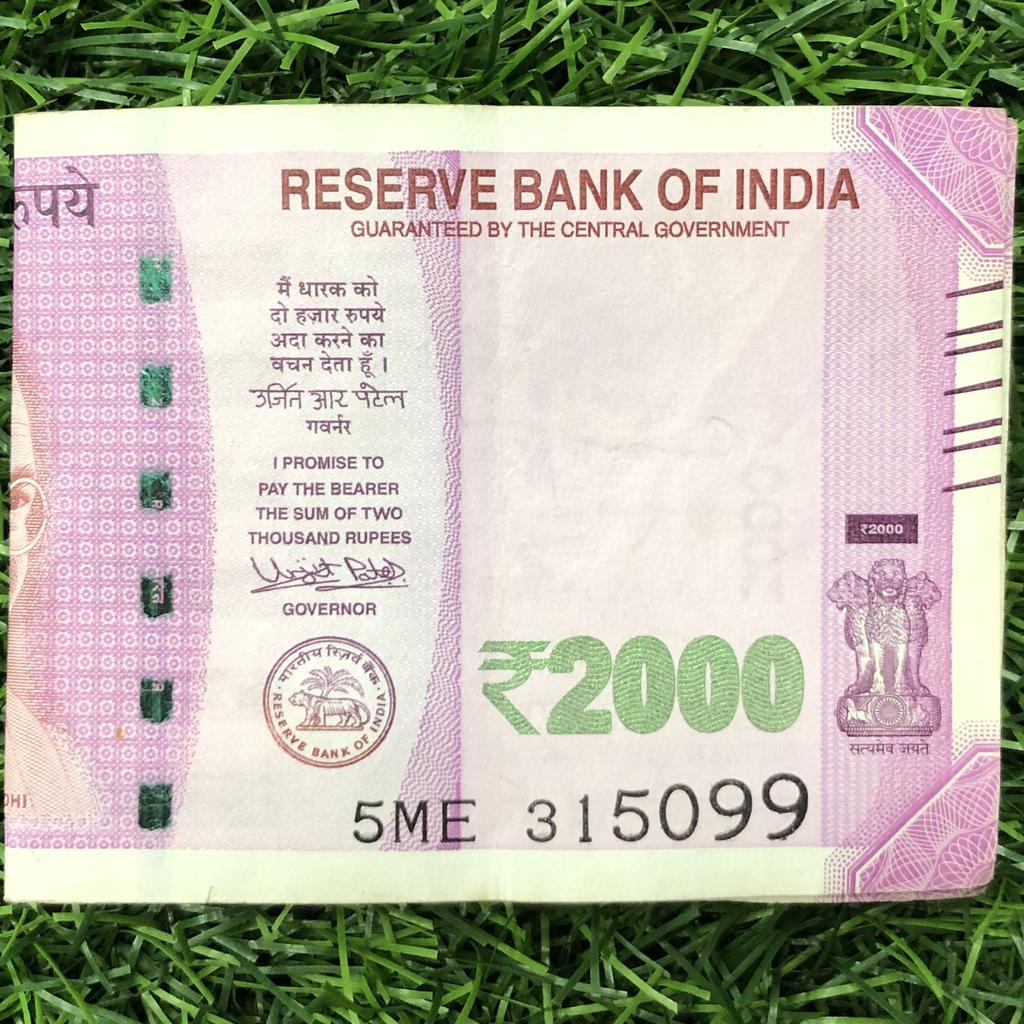 रुपये
RESERVE BANK OF INDIA
GUARANTEED BY THE CENTRAL GOVERNMENT
मैं धारक को
दो हज़ार रुपये
अदा करने का
वचन देता हूँ ।
उर्जित आर पटेल
गवर्नर
I PROMISE TO
PAY THE BEARER
THE SUM OF TWO
THOUSAND RUPEES
Urjit Patel
GOVERNOR
भारतीय रिज़र्व बैंक
RESERVE BANK OF INDIA
₹2000
₹2000
सत्यमेव जयते
5ME 315099